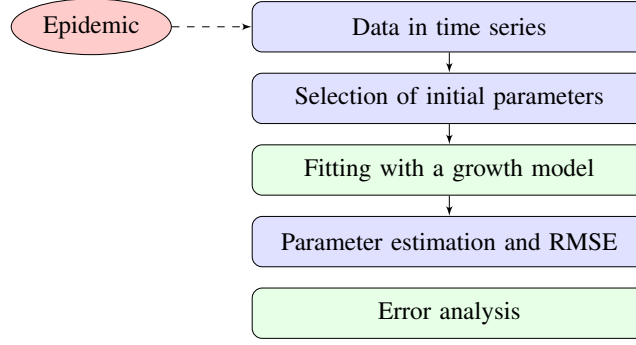 Epidemic
Data in time series
Selection of initial parameters
Fitting with a growth model
Parameter estimation and RMSE
Error analysis